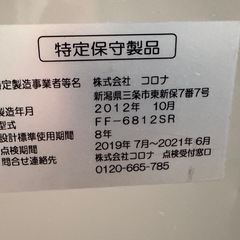 特定保守製品
定製造事業者等名 株式会社 コロナ
新潟県三条市東新保7番7号
製造年月 2012年 10月
型式 FF-6812SR
設計標準使用期間 8年
点検期間 2019年 7月〜2021年 6月
問合せ連絡先 株式会社コロナ 点検受付窓口
0120-665-785